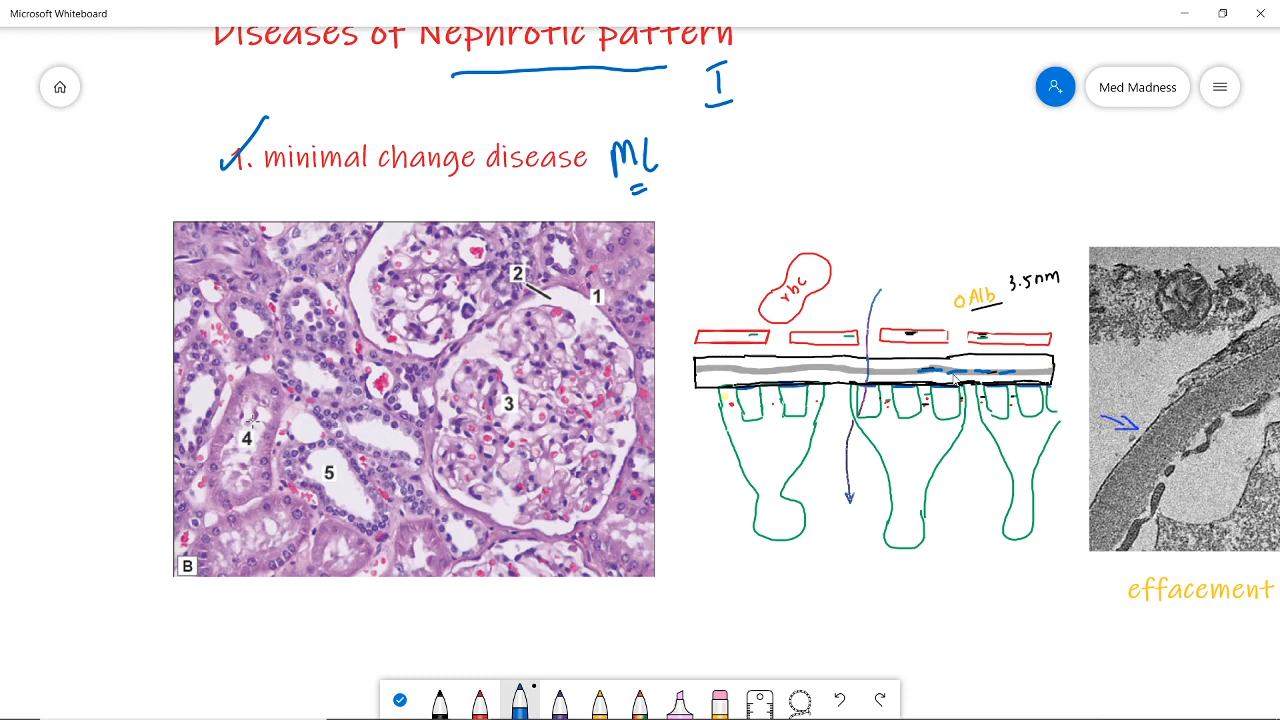 Microsoft Whiteboard
Diseases of Nephrotic pattern
I
Med Madness
1. minimal change disease
ML
2
1
3
4
5
B
rbc
Alb
3.5nm
effacement